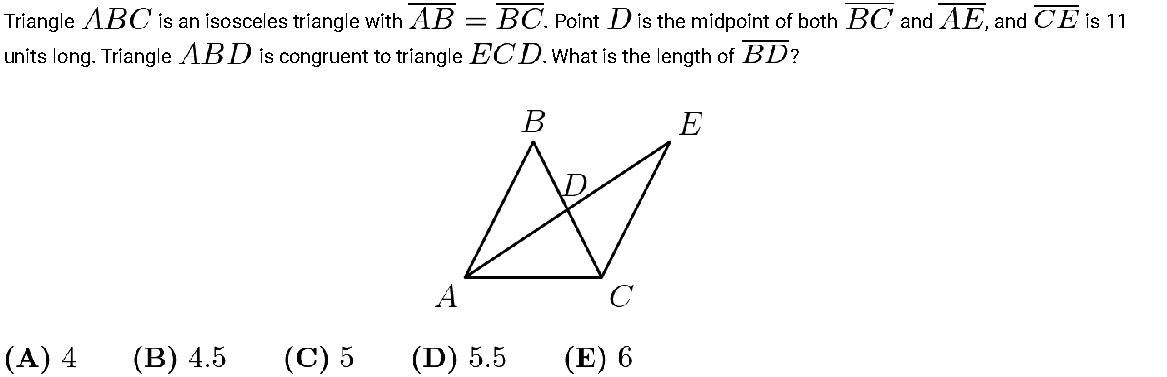 Triangle ABC is an isosceles triangle with AB = BC. Point D is the midpoint of both BC and AE, and CE is 11
units long. Triangle ABD is congruent to triangle ECD. What is the length of BD?
B
E
D
A
C
(A) 4 (B) 4.5 (C) 5 (D) 5.5 (E) 6